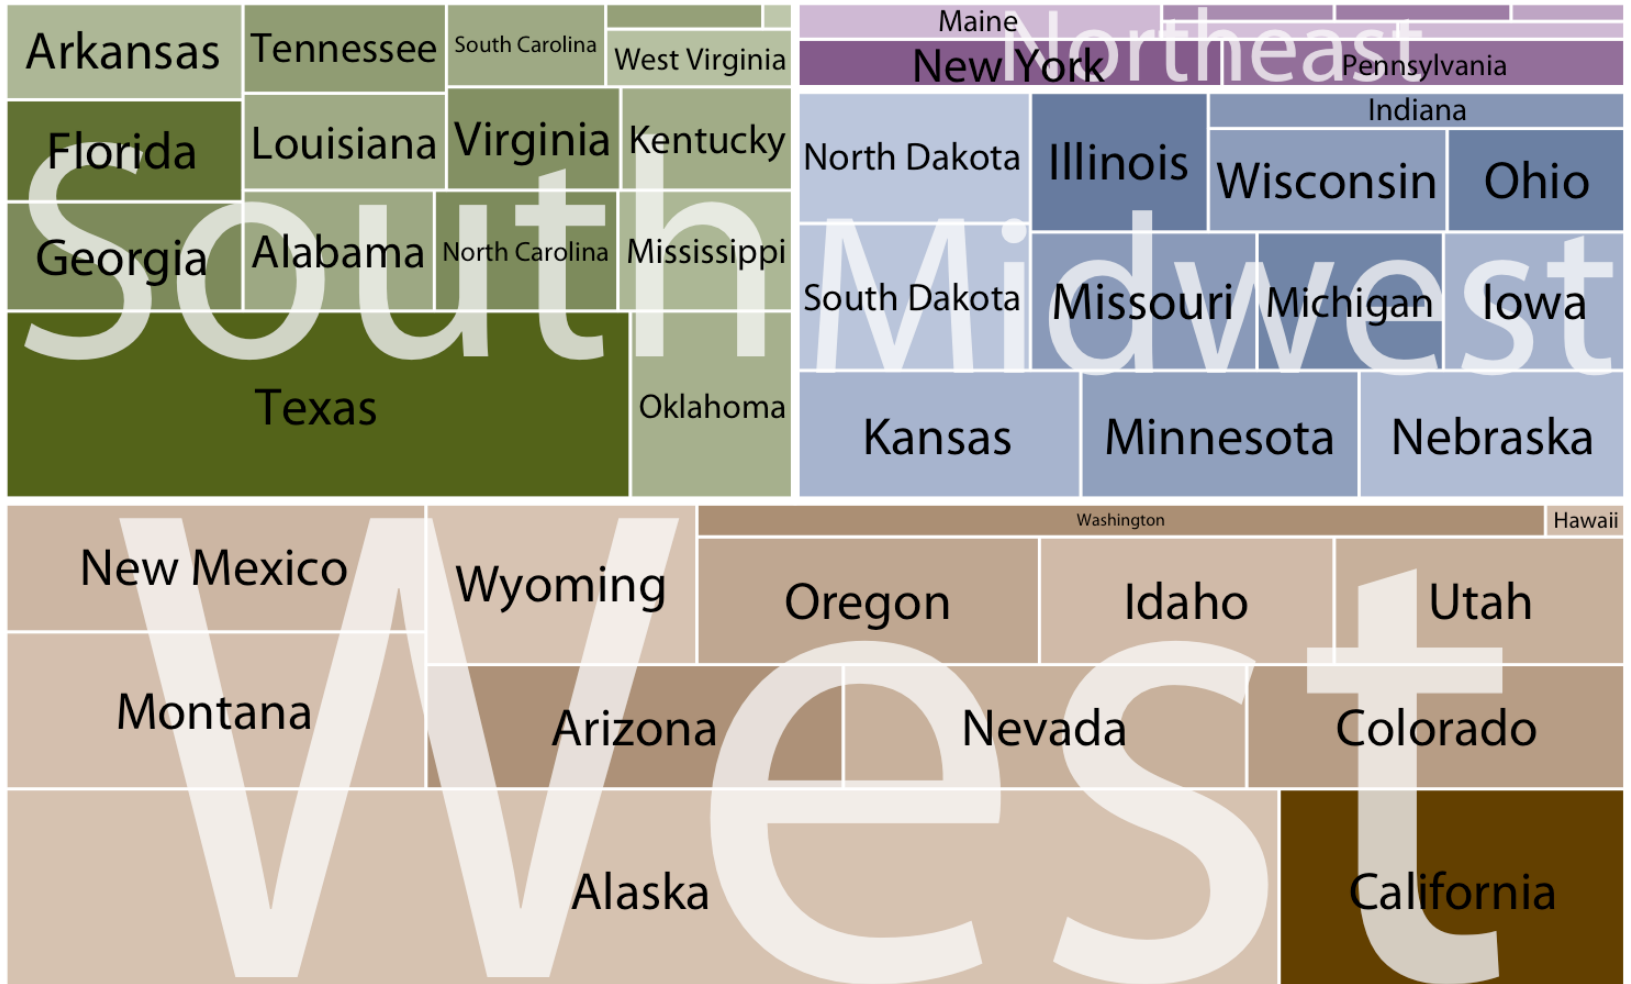 South
Arkansas
Tennessee
South Carolina
West Virginia
Florida
Louisiana
Virginia
Kentucky
Georgia
Alabama
North Carolina
Mississippi
Texas
Oklahoma
Northeast
Maine
New York
Pennsylvania
Midwest
North Dakota
Illinois
Indiana
Wisconsin
Ohio
South Dakota
Missouri
Michigan
Iowa
Kansas
Minnesota
Nebraska
West
New Mexico
Wyoming
Washington
Hawaii
Oregon
Idaho
Utah
Montana
Arizona
Nevada
Colorado
Alaska
California